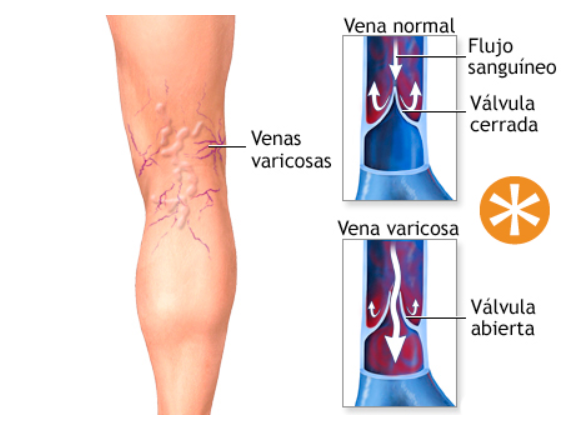 Vena normal
Flujo
sanguíneo
Válvula
cerrada
Venas
varicosas
Vena varicosa
Válvula
abierta